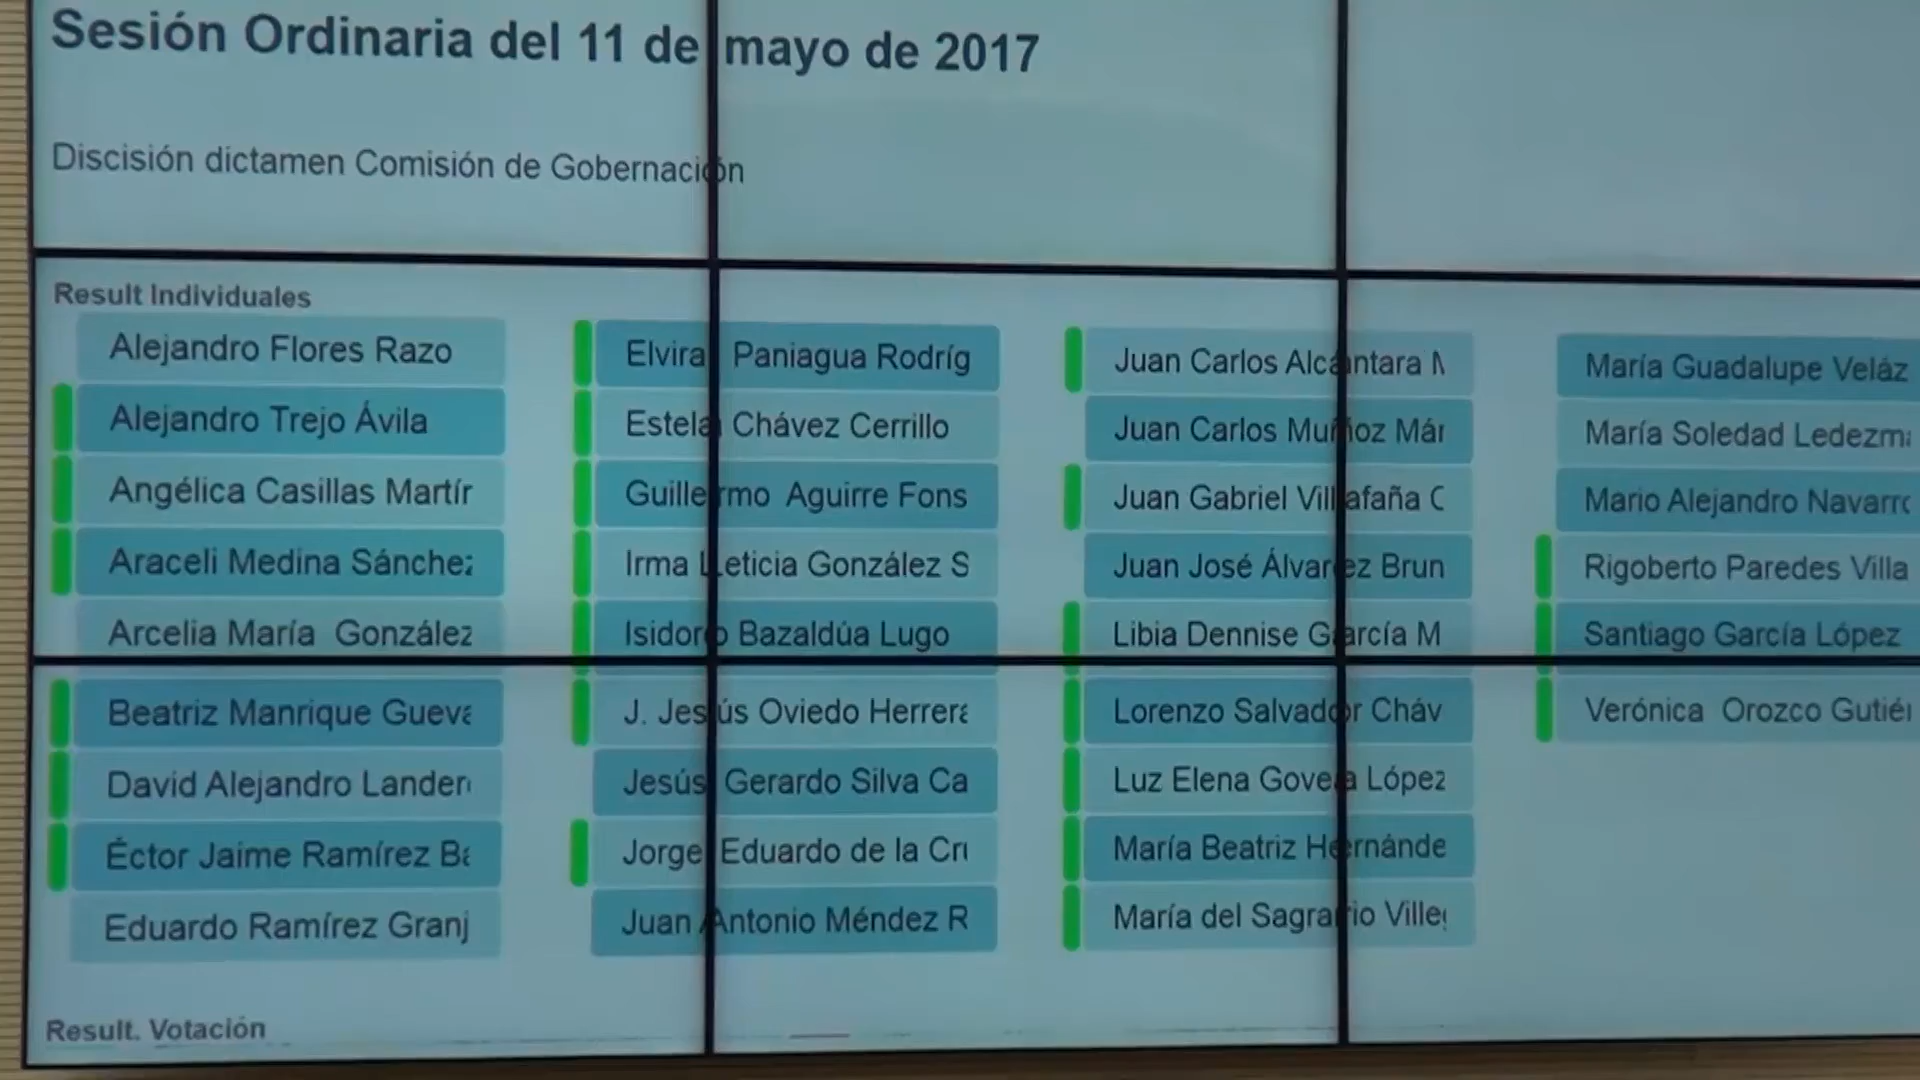 Sesión Ordinaria del 11 de mayo de 2017
Discisión dictamen Comisión de Gobernación
Result Individuales
Alejandro Flores Razo
Alejandro Trejo Ávila
Angélica Casillas Martír
Araceli Medina Sánchez
Arcelia María González
Beatriz Manrique Gueva
David Alejandro Lander
Éctor Jaime Ramírez Ba
Eduardo Ramírez Granj
Elvira Paniagua Rodríg
Estela Chávez Cerrillo
Guillermo Aguirre Fons
Irma Leticia González S
Isidoro Bazaldúa Lugo
J. Jesús Oviedo Herrera
Jesús Gerardo Silva Ca
Jorge Eduardo de la Cru
Juan Antonio Méndez R
Juan Carlos Alcántara M
Juan Carlos Muñoz Már
Juan Gabriel Villafaña C
Juan José Álvarez Brun
Libia Dennise García M
Lorenzo Salvador Cháv
Luz Elena Govea López
María Beatriz Hernánde
María del Sagrario Ville
María Guadalupe Veláz
María Soledad Ledezma
Mario Alejandro Navarro
Rigoberto Paredes Villa
Santiago García López
Verónica Orozco Gutiér
Result. Votación